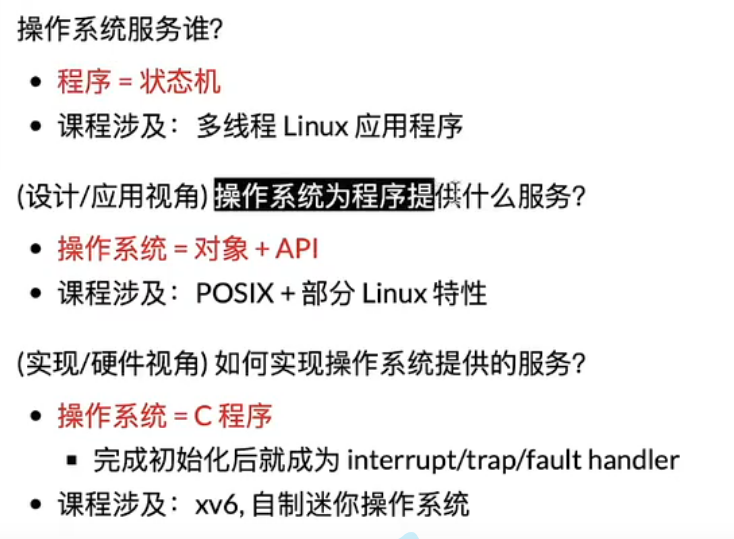 操作系统服务谁?
• 程序 = 状态机
• 课程涉及： 多线程 Linux 应用程序
(设计/应用视角) 操作系统为程序提供什么服务?
• 操作系统 = 对象 + API
• 课程涉及： POSIX + 部分 Linux 特性
(实现/硬件视角) 如何实现操作系统提供的服务?
• 操作系统 = C 程序
▪ 完成初始化后就成为 interrupt/trap/fault handler
• 课程涉及： xv6, 自制迷你操作系统